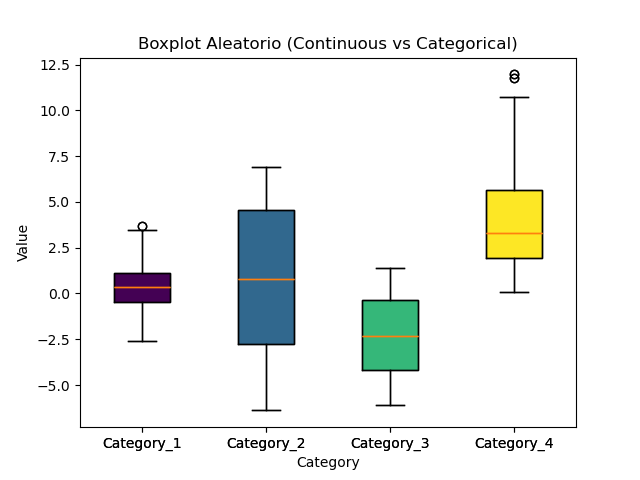 Boxplot Aleatorio (Continuous vs Categorical)
12.5
10.0
7.5
5.0
2.5
0.0
−2.5
−5.0
Value
Category_1 Category_2 Category_3 Category_4
Category